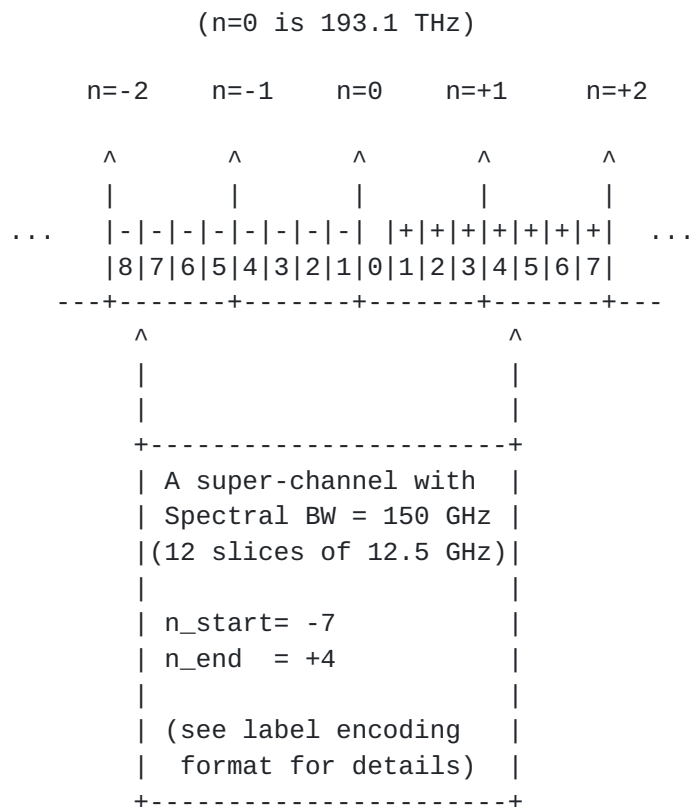 (n=0 is 193.1 THz)
n=-2 n=-1 n=0 n=+1 n=+2
^ ^ ^ ^ ^
| | | | |
... |-|-|-|-|-|-|-|-| |+|+|+|+|+|+|+| ...
|8|7|6|5|4|3|2|1|0|1|2|3|4|5|6|7|
---+-------+-------+-------+-------+---
^ ^
| |
| |
+-----------------------+
| A super-channel with |
| Spectral BW = 150 GHz |
|(12 slices of 12.5 GHz)|
| |
| n_start= -7 |
| n_end = +4 |
| |
| (see label encoding |
| format for details) |
+-----------------------+